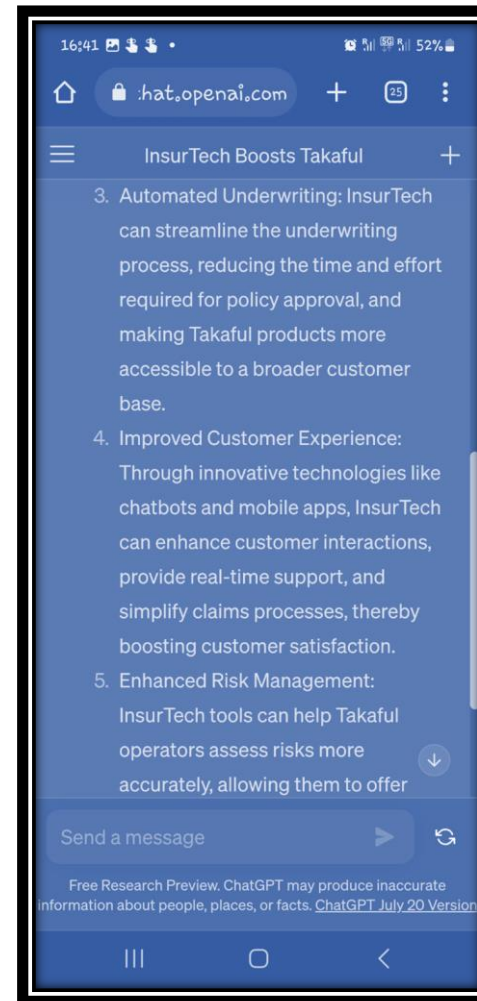 16:41 52%
:hat.openai.com 25
InsurTech Boosts Takaful
3. Automated Underwriting: InsurTech
can streamline the underwriting
process, reducing the time and effort
required for policy approval, and
making Takaful products more
accessible to a broader customer
base.
4. Improved Customer Experience:
Through innovative technologies like
chatbots and mobile apps, InsurTech
can enhance customer interactions,
provide real-time support, and
simplify claims processes, thereby
boosting customer satisfaction.
5. Enhanced Risk Management:
InsurTech tools can help Takaful
operators assess risks more
accurately, allowing them to offer
Send a message
Free Research Preview. ChatGPT may produce inaccurate
information about people, places, or facts. ChatGPT July 20 Version